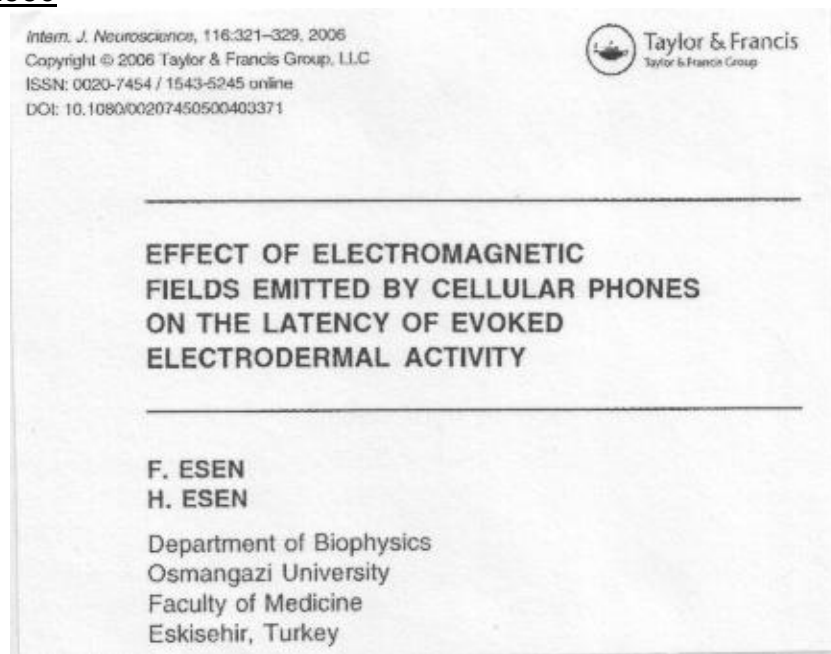 Intern. J. Neuroscience, 116:321–329, 2006
Copyright © 2006 Taylor & Francis Group, LLC
ISSN: 0020-7454 / 1543-5245 online
DOI: 10.1080/00207450500403371
Taylor & Francis
Taylor & Francis Group
EFFECT OF ELECTROMAGNETIC
FIELDS EMITTED BY CELLULAR PHONES
ON THE LATENCY OF EVOKED
ELECTRODERMAL ACTIVITY
F. ESEN
H. ESEN
Department of Biophysics
Osmangazi University
Faculty of Medicine
Eskisehir, Turkey